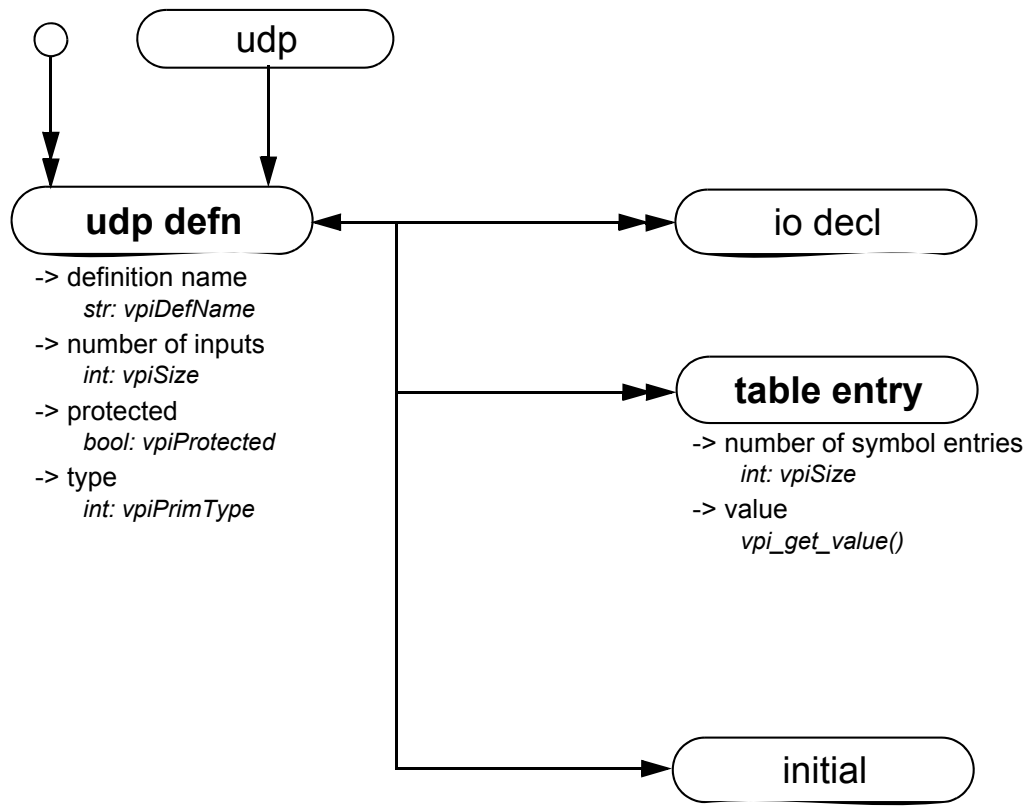 udp
udp defn
-> definition name
str: vpiDefName
-> number of inputs
int: vpiSize
-> protected
bool: vpiProtected
-> type
int: vpiPrimType
io decl
table entry
-> number of symbol entries
int: vpiSize
-> value
vpi_get_value()
initial